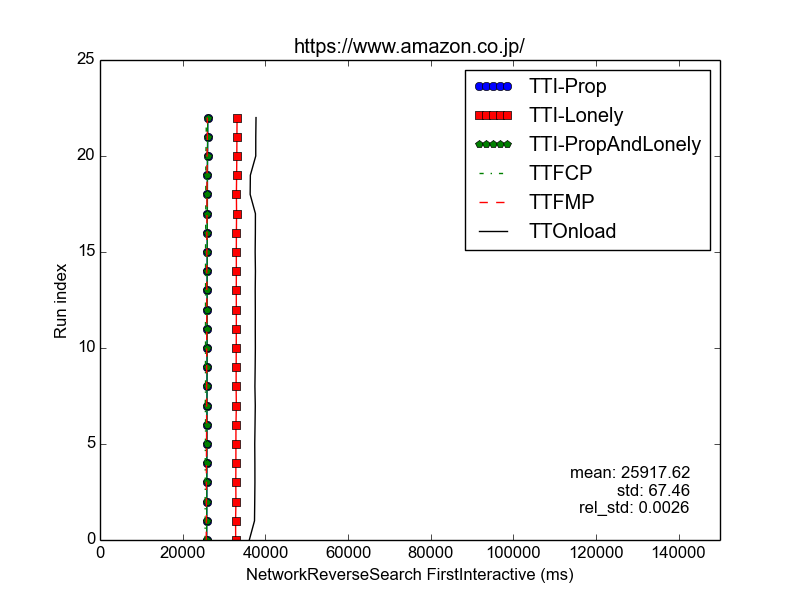 https://www.amazon.co.jp/
25
20
15
10
5
0
Run index
TTI-Prop
TTI-Lonely
TTI-PropAndLonely
TTFCP
TTFMP
TTOnload
mean: 25917.62
std: 67.46
rel_std: 0.0026
0 20000 40000 60000 80000 100000 120000 140000
NetworkReverseSearch FirstInteractive (ms)